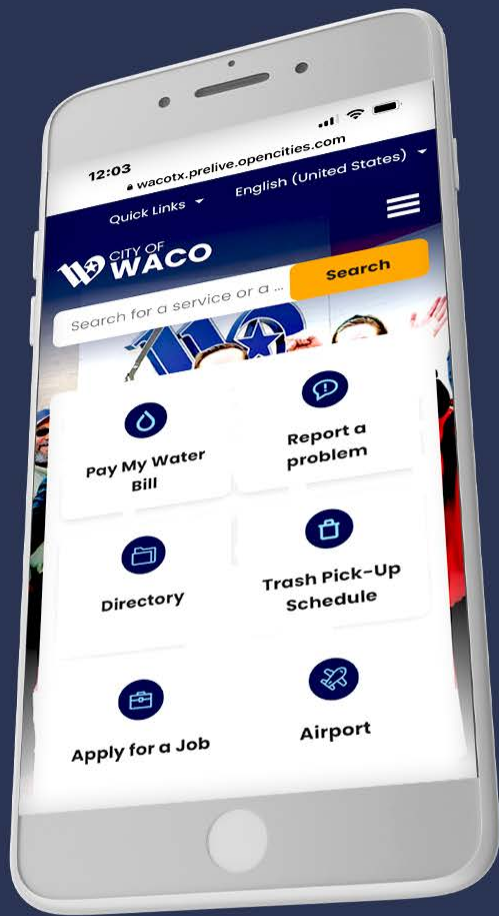 12:03
wacotx.prelive.opencities.com
Quick Links English (United States)
CITY OF
WACO
Search for a service or a ... Search
Pay My Water
Bill
Report a
problem
Directory
Trash Pick-Up
Schedule
Apply for a Job
Airport